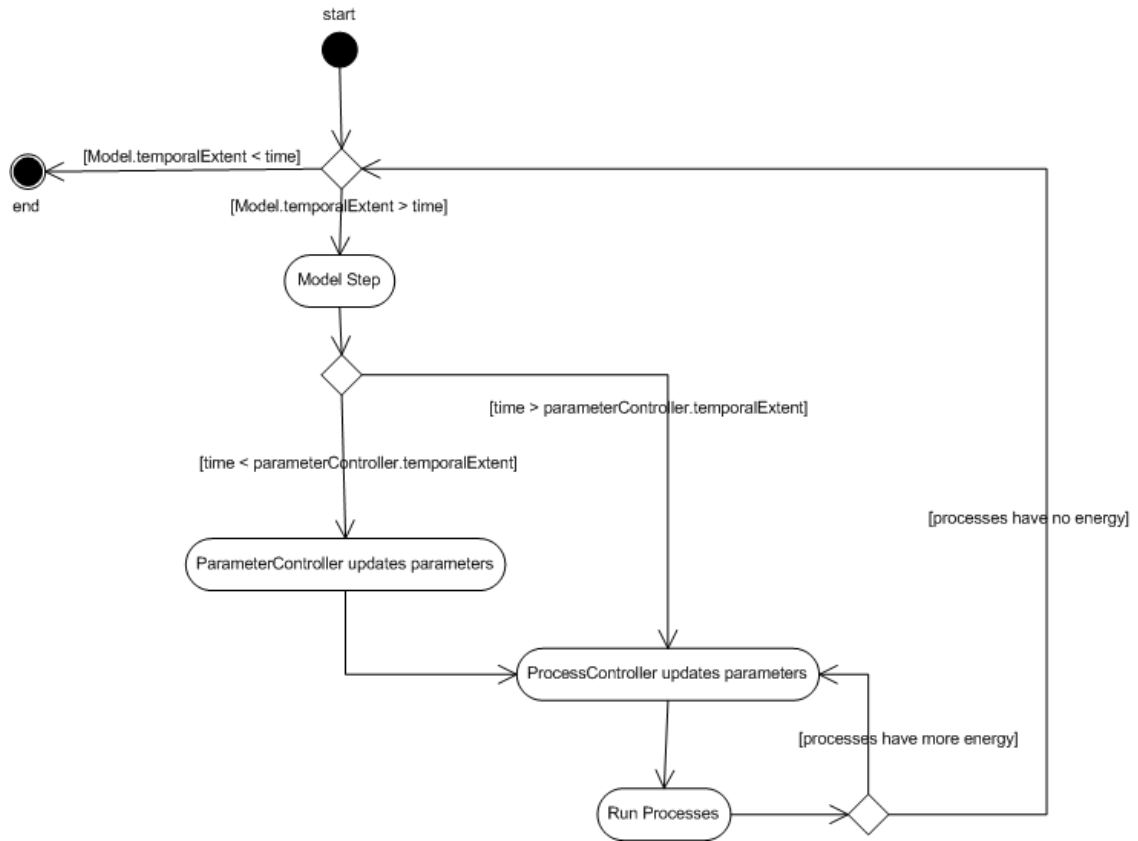 start
[Model.temporalExtent < time]
end
[Model.temporalExtent > time]
Model Step
[time > parameterController.temporalExtent]
[time < parameterController.temporalExtent]
[processes have no energy]
ParameterController updates parameters
ProcessController updates parameters
[processes have more energy]
Run Processes